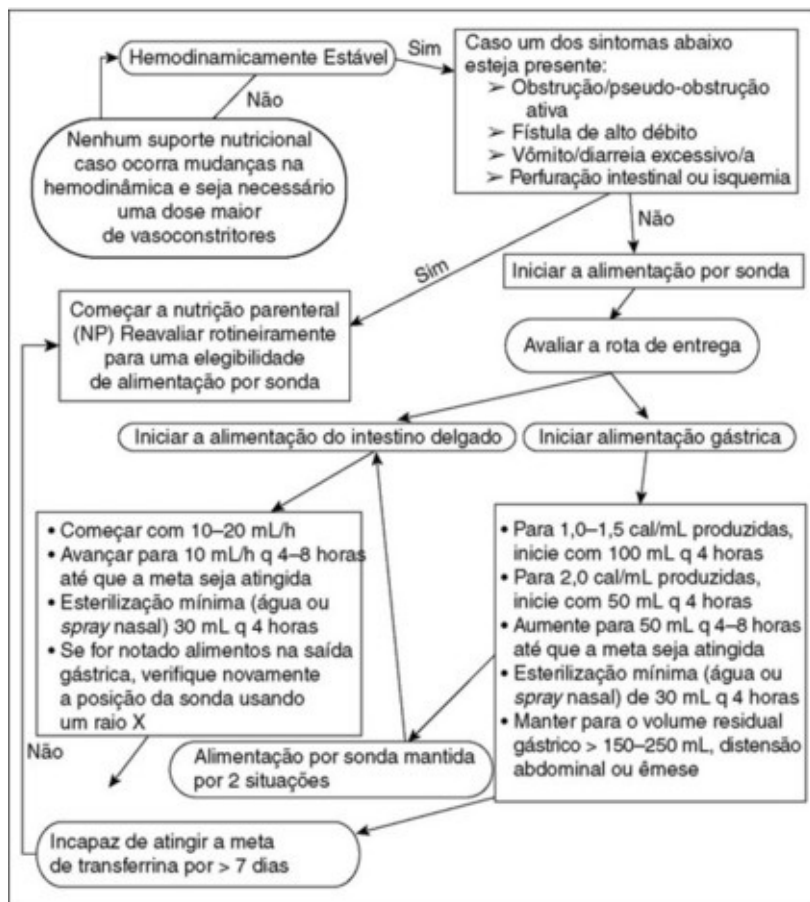 Hemodinamicamente Estável
Sim
Não
Nenhum suporte nutricional
caso ocorra mudanças na
hemodinâmica e seja necessário
uma dose maior
de vasoconstritores
Caso um dos sintomas abaixo
esteja presente:
➢ Obstrução/pseudo-obstrução
ativa
➢ Fístula de alto débito
➢ Vômito/diarreia excessivo/a
➢ Perfuração intestinal ou isquemia
Não
Sim
Iniciar a alimentação por sonda
Começar a nutrição parenteral
(NP) Reavaliar rotineiramente
para uma elegibilidade
de alimentação por sonda
Avaliar a rota de entrega
Iniciar a alimentação do intestino delgado
Iniciar alimentação gástrica
• Começar com 10–20 mL/h
• Avançar para 10 mL/h q 4–8 horas
até que a meta seja atingida
• Esterilização mínima (água ou
spray nasal) 30 mL q 4 horas
• Se for notado alimentos na saída
gástrica, verifique novamente
a posição da sonda usando
um raio X
• Para 1,0–1,5 cal/mL produzidas,
inicie com 100 mL q 4 horas
• Para 2,0 cal/mL produzidas,
inicie com 50 mL q 4 horas
• Aumente para 50 mL q 4–8 horas
até que a meta seja atingida
• Esterilização mínima (água ou
spray nasal) de 30 mL q 4 horas
• Manter para o volume residual
gástrico > 150–250 mL, distensão
abdominal ou êmese
Não
Alimentação por sonda mantida
por 2 situações
Incapaz de atingir a meta
de transferrina por > 7 dias